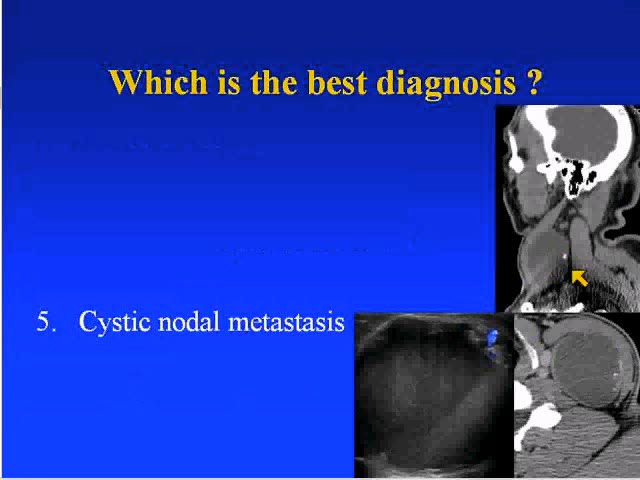 Which is the best diagnosis ?
5. Cystic nodal metastasis